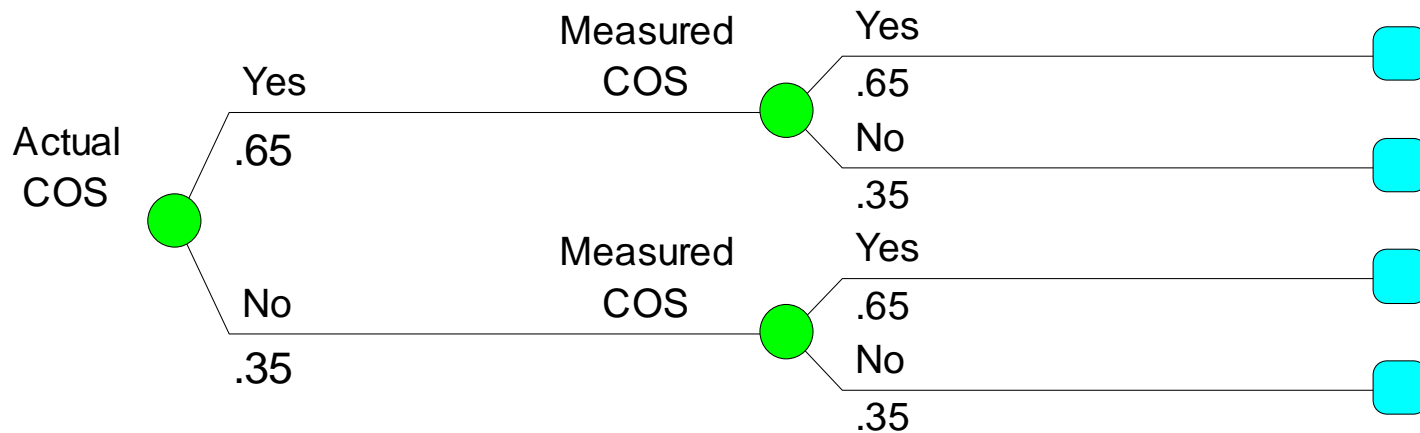 Actual
COS
Yes
.65
Measured
COS
Yes
.65
No
.35
No
.35
Measured
COS
Yes
.65
No
.35